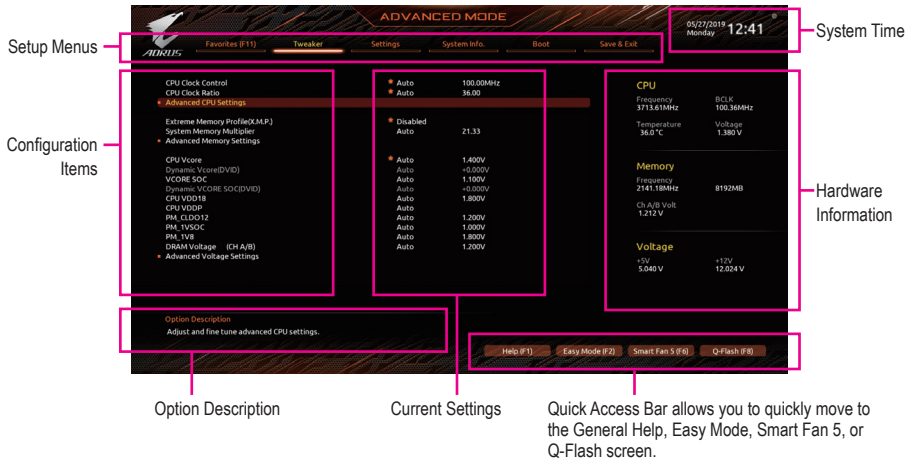 ADVANCED MODE
05/27/2019
Monday
12:41
System Time
Setup Menus
AORUS
Favorites (F11) Tweaker Settings System Info. Boot Save & Exit
Configuration
Items
CPU Clock Control Auto 100.00MHz
CPU Clock Ratio Auto 36.00
Advanced CPU Settings
Extreme Memory Profile(X.M.P.) Disabled
System Memory Multiplier Auto 21.33
Advanced Memory Settings
CPU Vcore Auto 1.400V
Dynamic Vcore(DVID) Auto +0.000V
VCORE SOC Auto 1.100V
Dynamic VCORE SOC(DVID) Auto +0.000V
CPU VDD18 Auto 1.800V
CPU VDDP Auto
PM_CLDO12 Auto 1.200V
PM_1VSOC Auto 1.000V
PM_1V8 Auto 1.800V
DRAM Voltage (CH A/B) Auto 1.200V
Advanced Voltage Settings
CPU
Frequency BCLK
3713.61MHz 100.36MHz
Temperature Voltage
36.0 °C 1.380 V
Memory
Frequency
2141.18MHz 8192MB
Ch A/B Volt
1.212 V
Voltage
+5V +12V
5.040 V 12.024 V
Hardware
Information
Option Description
Adjust and fine tune advanced CPU settings.
Help (F1) Easy Mode (F2) Smart Fan 5 (F6) Q-Flash (F8)
Option Description
Current Settings
Quick Access Bar allows you to quickly move to
the General Help, Easy Mode, Smart Fan 5, or
Q-Flash screen.